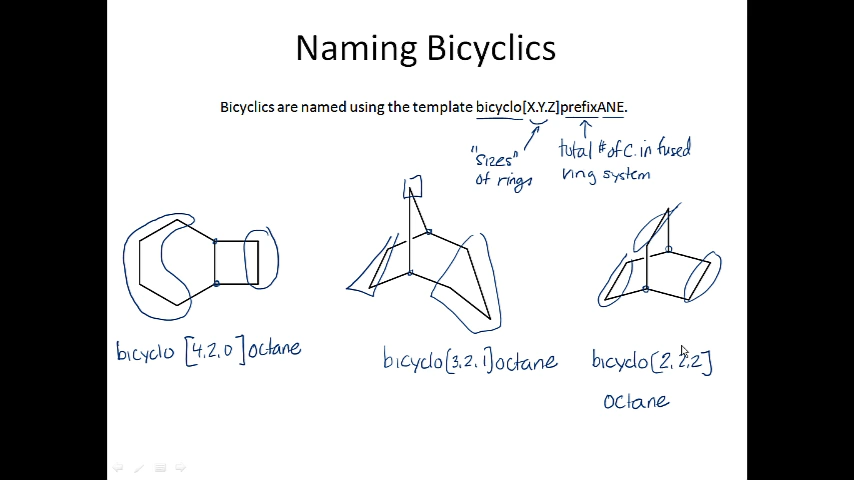 Naming Bicyclics
Bicyclics are named using the template bicyclo[X.Y.Z]prefixANE.
"Sizes"
of rings
total # of C. in fused
ring system
bicyclo [4.2.0]octane
bicyclo[3.2.1]octane
bicyclo[2.2.2]
octane